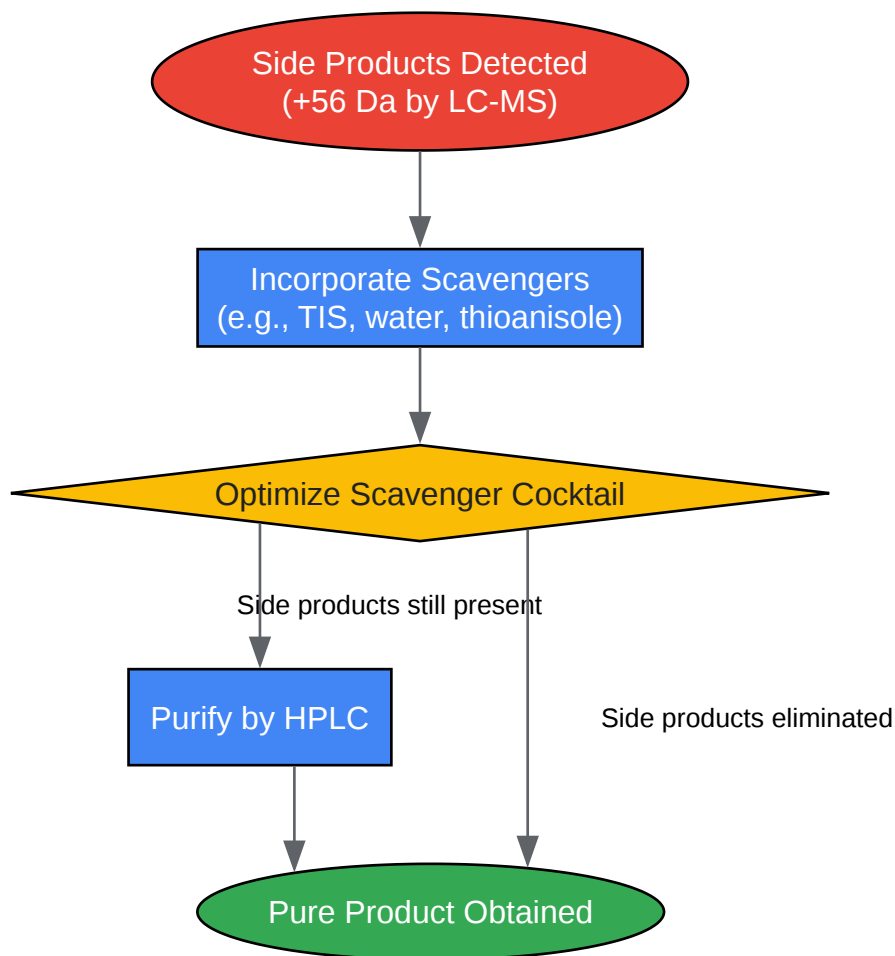 Side Products Detected
(+56 Da by LC-MS)
Incorporate Scavengers
(e.g., TIS, water, thioanisole)
Optimize Scavenger Cocktail
Side products still present
Purify by HPLC
Side products eliminated
Pure Product Obtained